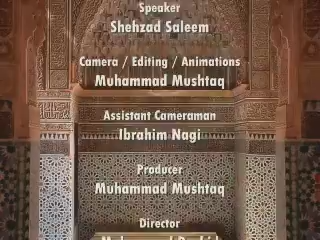 Speaker
Shehzad Saleem
Camera / Editing / Animations
Muhammad Mushtaq
Assistant Cameraman
Ibrahim Nagi
Producer
Muhammad Mushtaq
Director